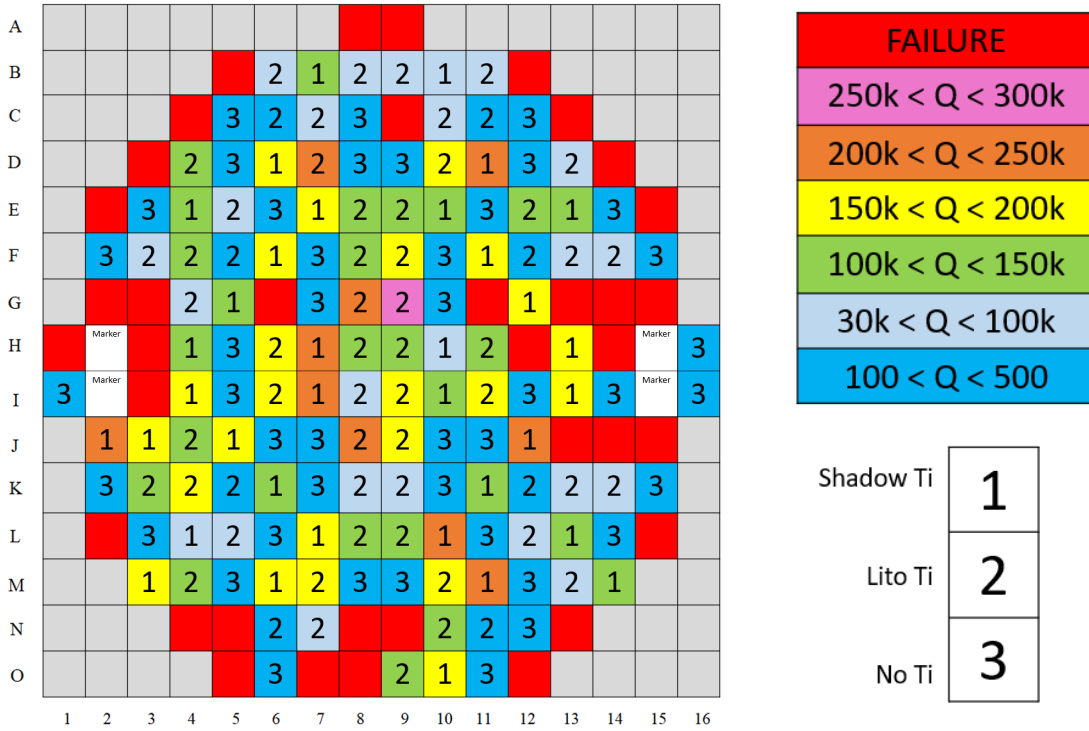 A
B 2 1 2 2 1 2
C 3 2 2 3 2 2 3
D 2 3 1 2 3 3 2 1 3 2
E 3 1 2 3 1 2 2 1 3 2 1 3
F 3 2 2 2 1 3 2 2 3 1 2 2 2 3
G 2 1 3 2 2 3 1
H Marker 1 3 2 1 2 2 1 2 1 Marker 3
I 3 Marker 1 3 2 1 2 2 1 2 3 1 3 Marker 3
J 1 1 2 1 3 3 2 2 3 3 1
K 3 2 2 2 1 3 2 2 3 1 2 2 2 3
L 3 1 2 3 1 2 2 1 3 2 1 3
M 1 2 3 1 2 3 3 2 1 3 2 1
N 2 2 2 2 3
O 3 2 1 3
1 2 3 4 5 6 7 8 9 10 11 12 13 14 15 16
FAILURE
250k < Q < 300k
200k < Q < 250k
150k < Q < 200k
100k < Q < 150k
30k < Q < 100k
100 < Q < 500
Shadow Ti 1
Lito Ti 2
No Ti 3